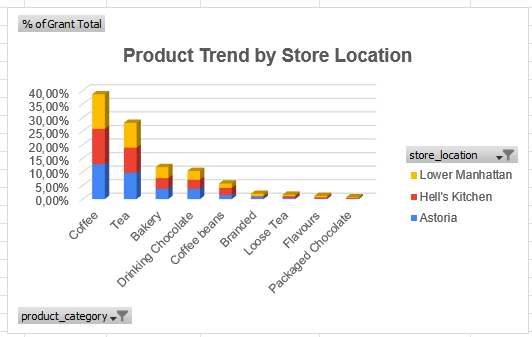 % of Grant Total
Product Trend by Store Location
40,00%
35,00%
30,00%
25,00%
20,00%
15,00%
10,00%
5,00%
0,00%
Coffee
Tea
Bakery
Drinking Chocolate
Coffee beans
Branded
Loose Tea
Flavours
Packaged Chocolate
store_location
Lower Manhattan
Hell's Kitchen
Astoria
product_category